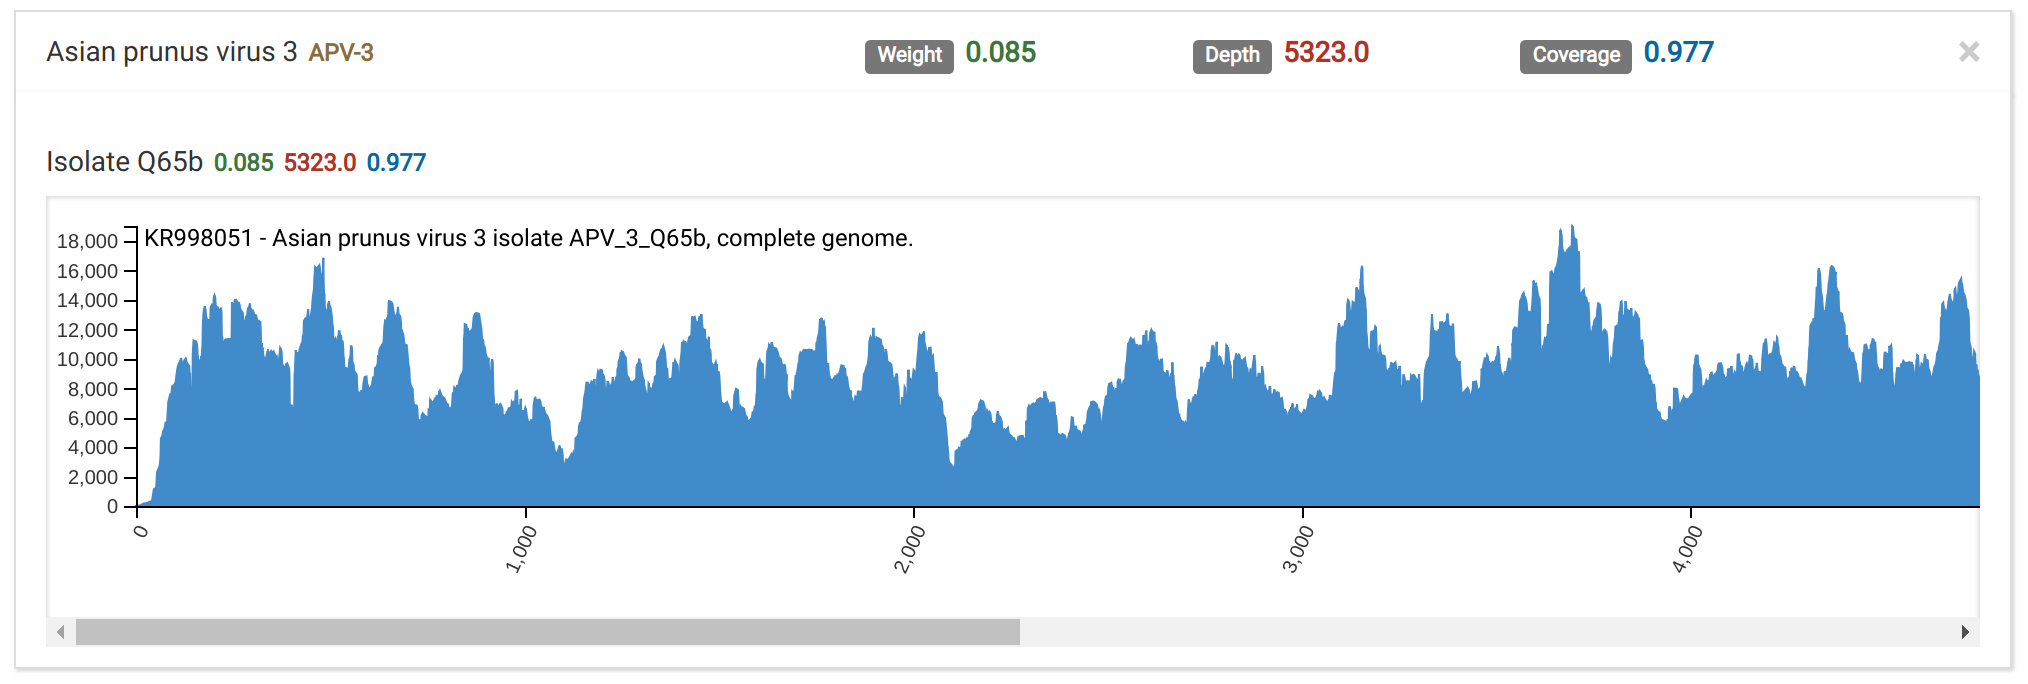 Asian prunus virus 3 APV-3 Weight 0.085 Depth 5323.0 Coverage 0.977 ×
Isolate Q65b 0.085 5323.0 0.977
KR998051 - Asian prunus virus 3 isolate APV_3_Q65b, complete genome.
18,000
16,000
14,000
12,000
10,000
8,000
6,000
4,000
2,000
0
0 1,000 2,000 3,000 4,000